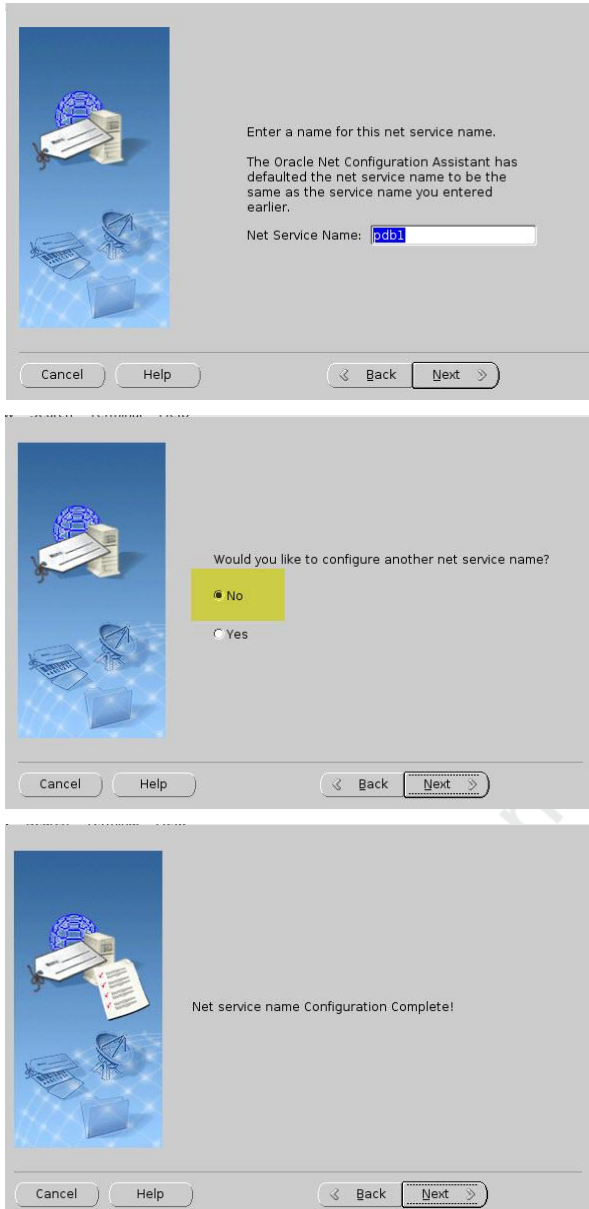 Enter a name for this net service name.
The Oracle Net Configuration Assistant has
defaulted the net service name to be the
same as the service name you entered
earlier.
Net Service Name: pdb1
Cancel Help Back Next
Would you like to configure another net service name?
No
Yes
Cancel Help Back Next
Net service name Configuration Complete!
Cancel Help Back Next